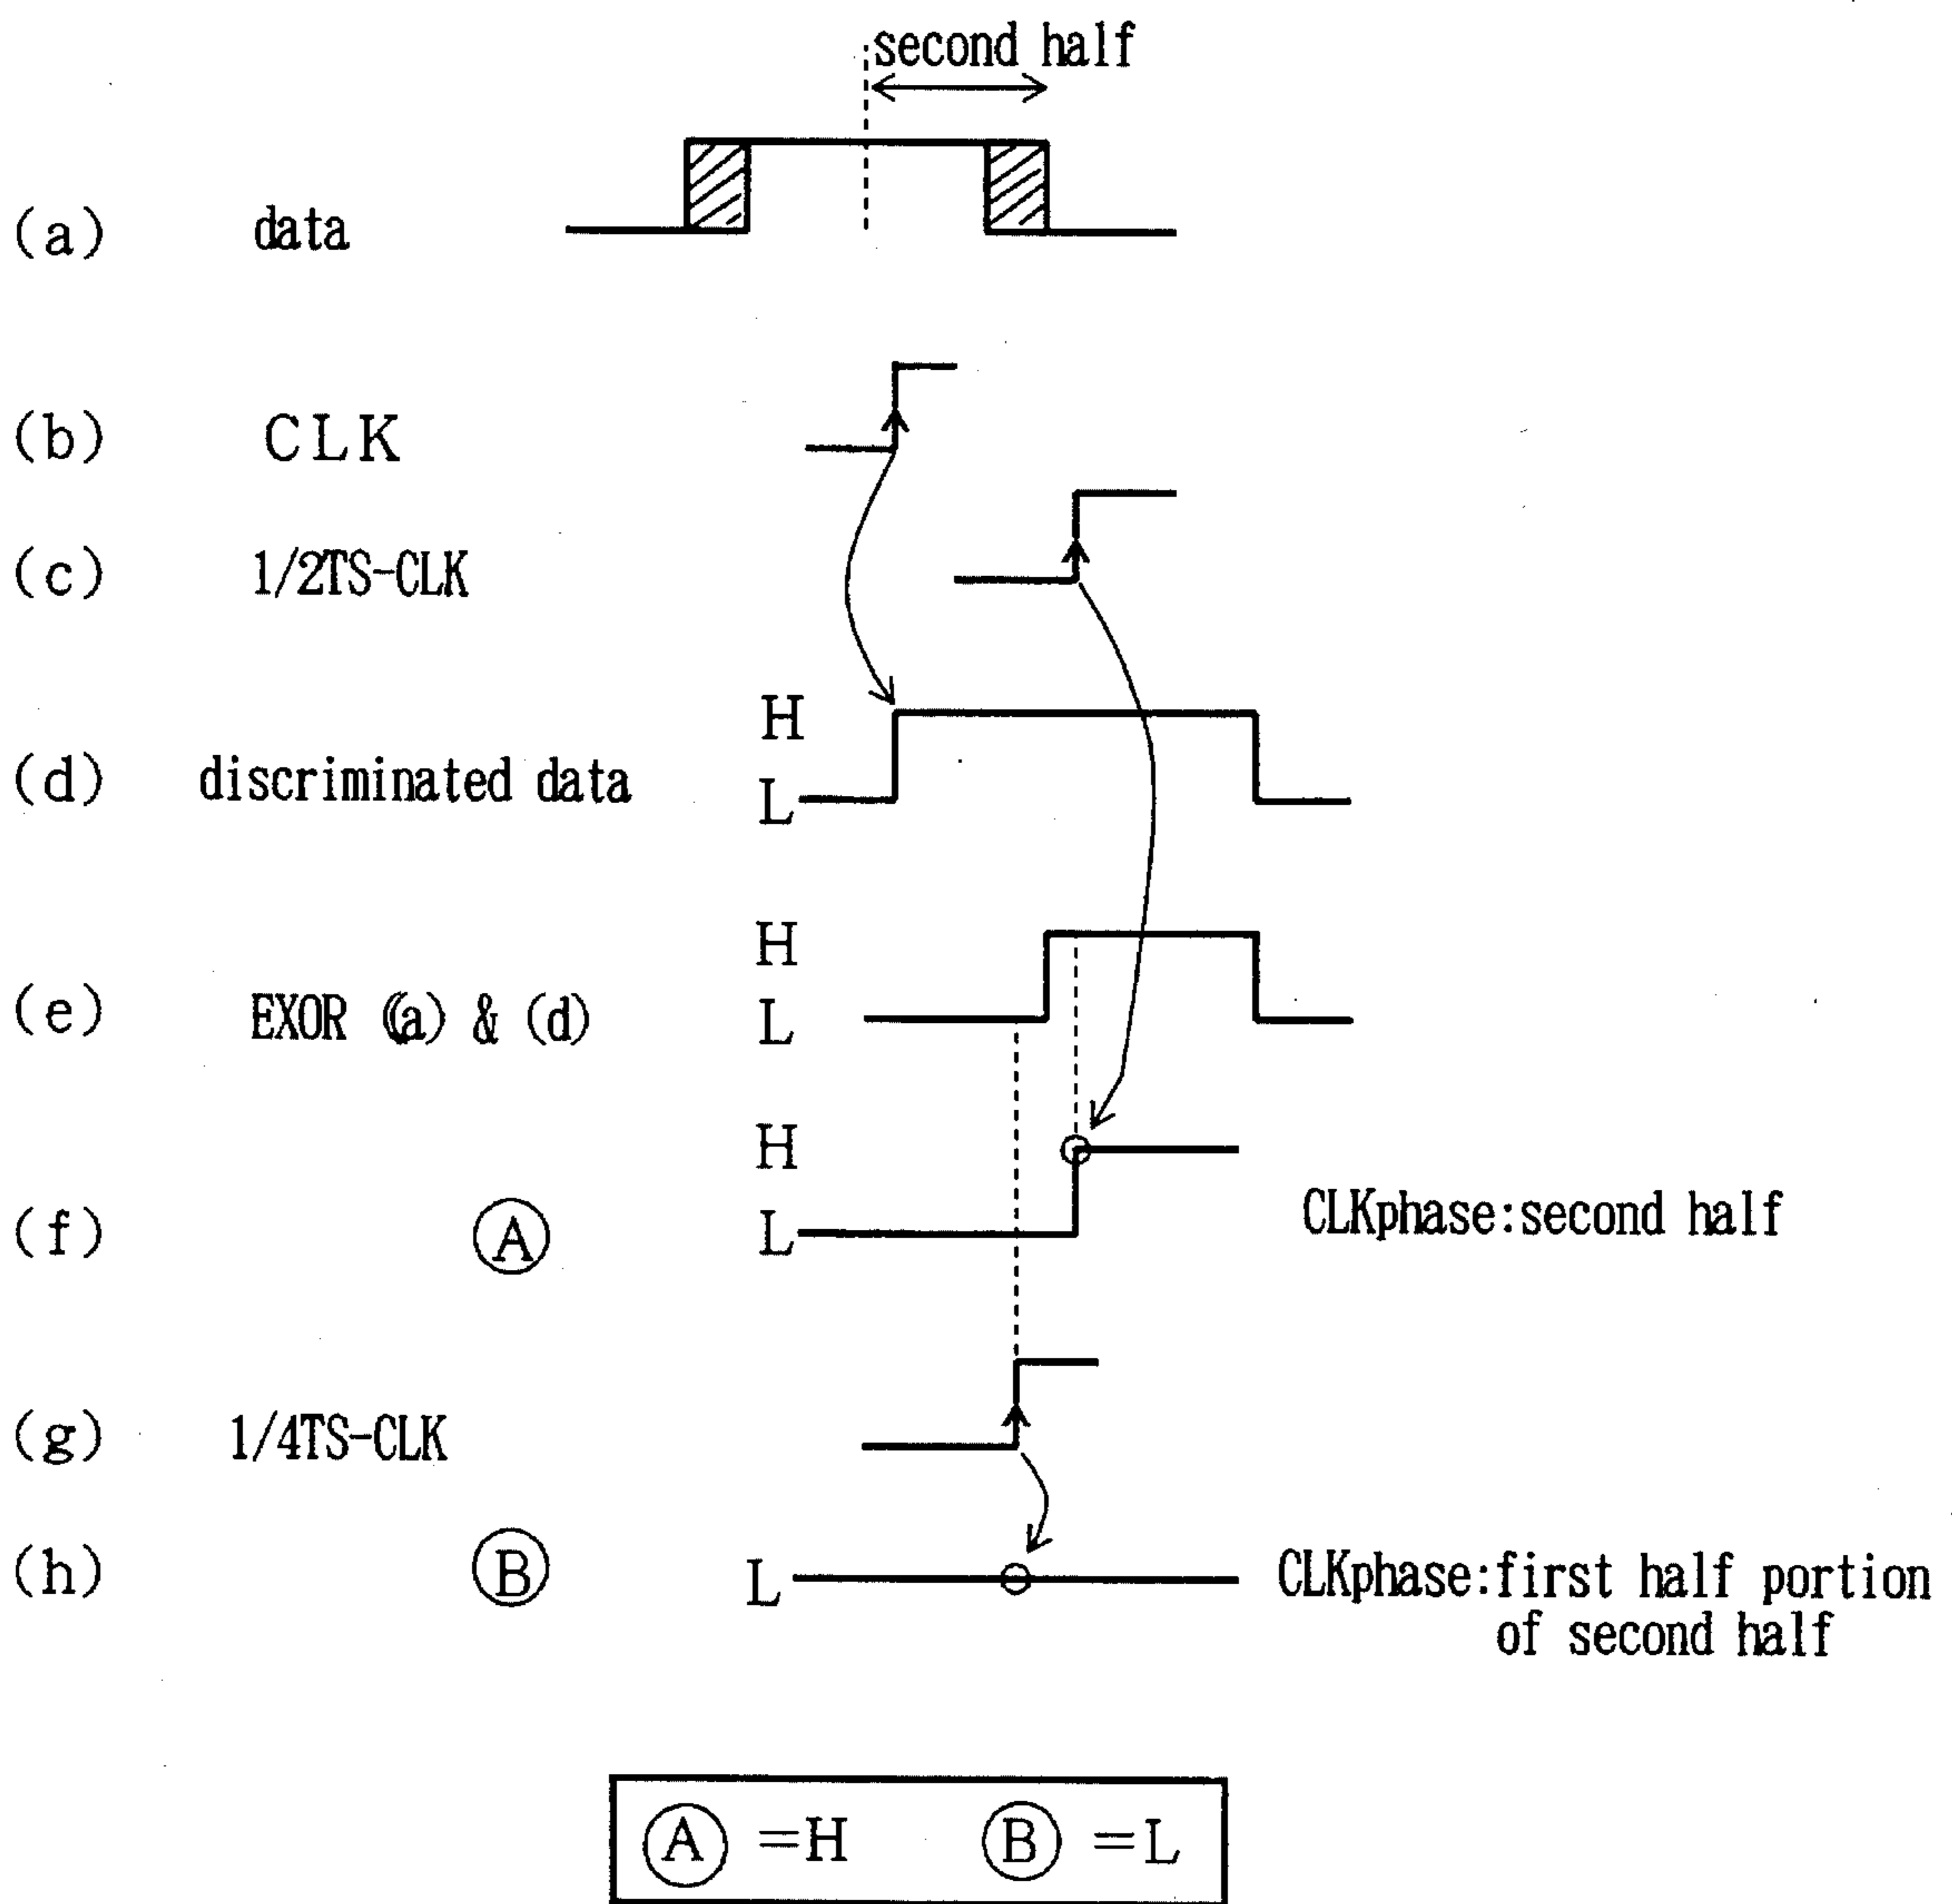 second half
(a) data
(b) CLK
(c) 1/2TS-CLK
H
(d) discriminated data L
H
(e) EXOR (a) & (d) L
H
(f) A L CLKphase:second half
(g) 1/4TS-CLK
(h) B L CLKphase:first half portion
of second half
A =H B =L